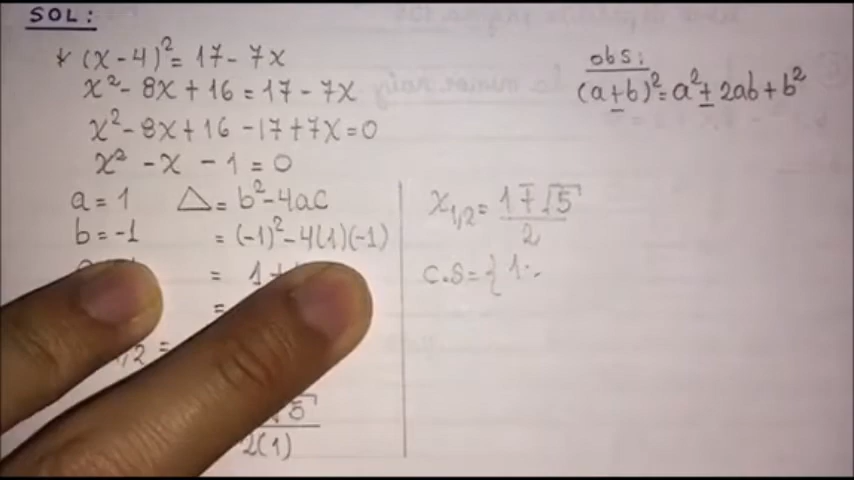 SOL:
* (x-4)² = 17 - 7x
x² - 8x + 16 = 17 - 7x
x² - 8x + 16 - 17 + 7x = 0
x² - x - 1 = 0
a = 1
b = -1
△ = b² - 4ac
= (-1)² - 4(1)(-1)
= 1 +
=
2 =
√5
2(1)
x₁,₂ = 1 ∓ √5 / 2
C.S = { 1
obs:
(a ± b)² = a² ± 2ab + b²